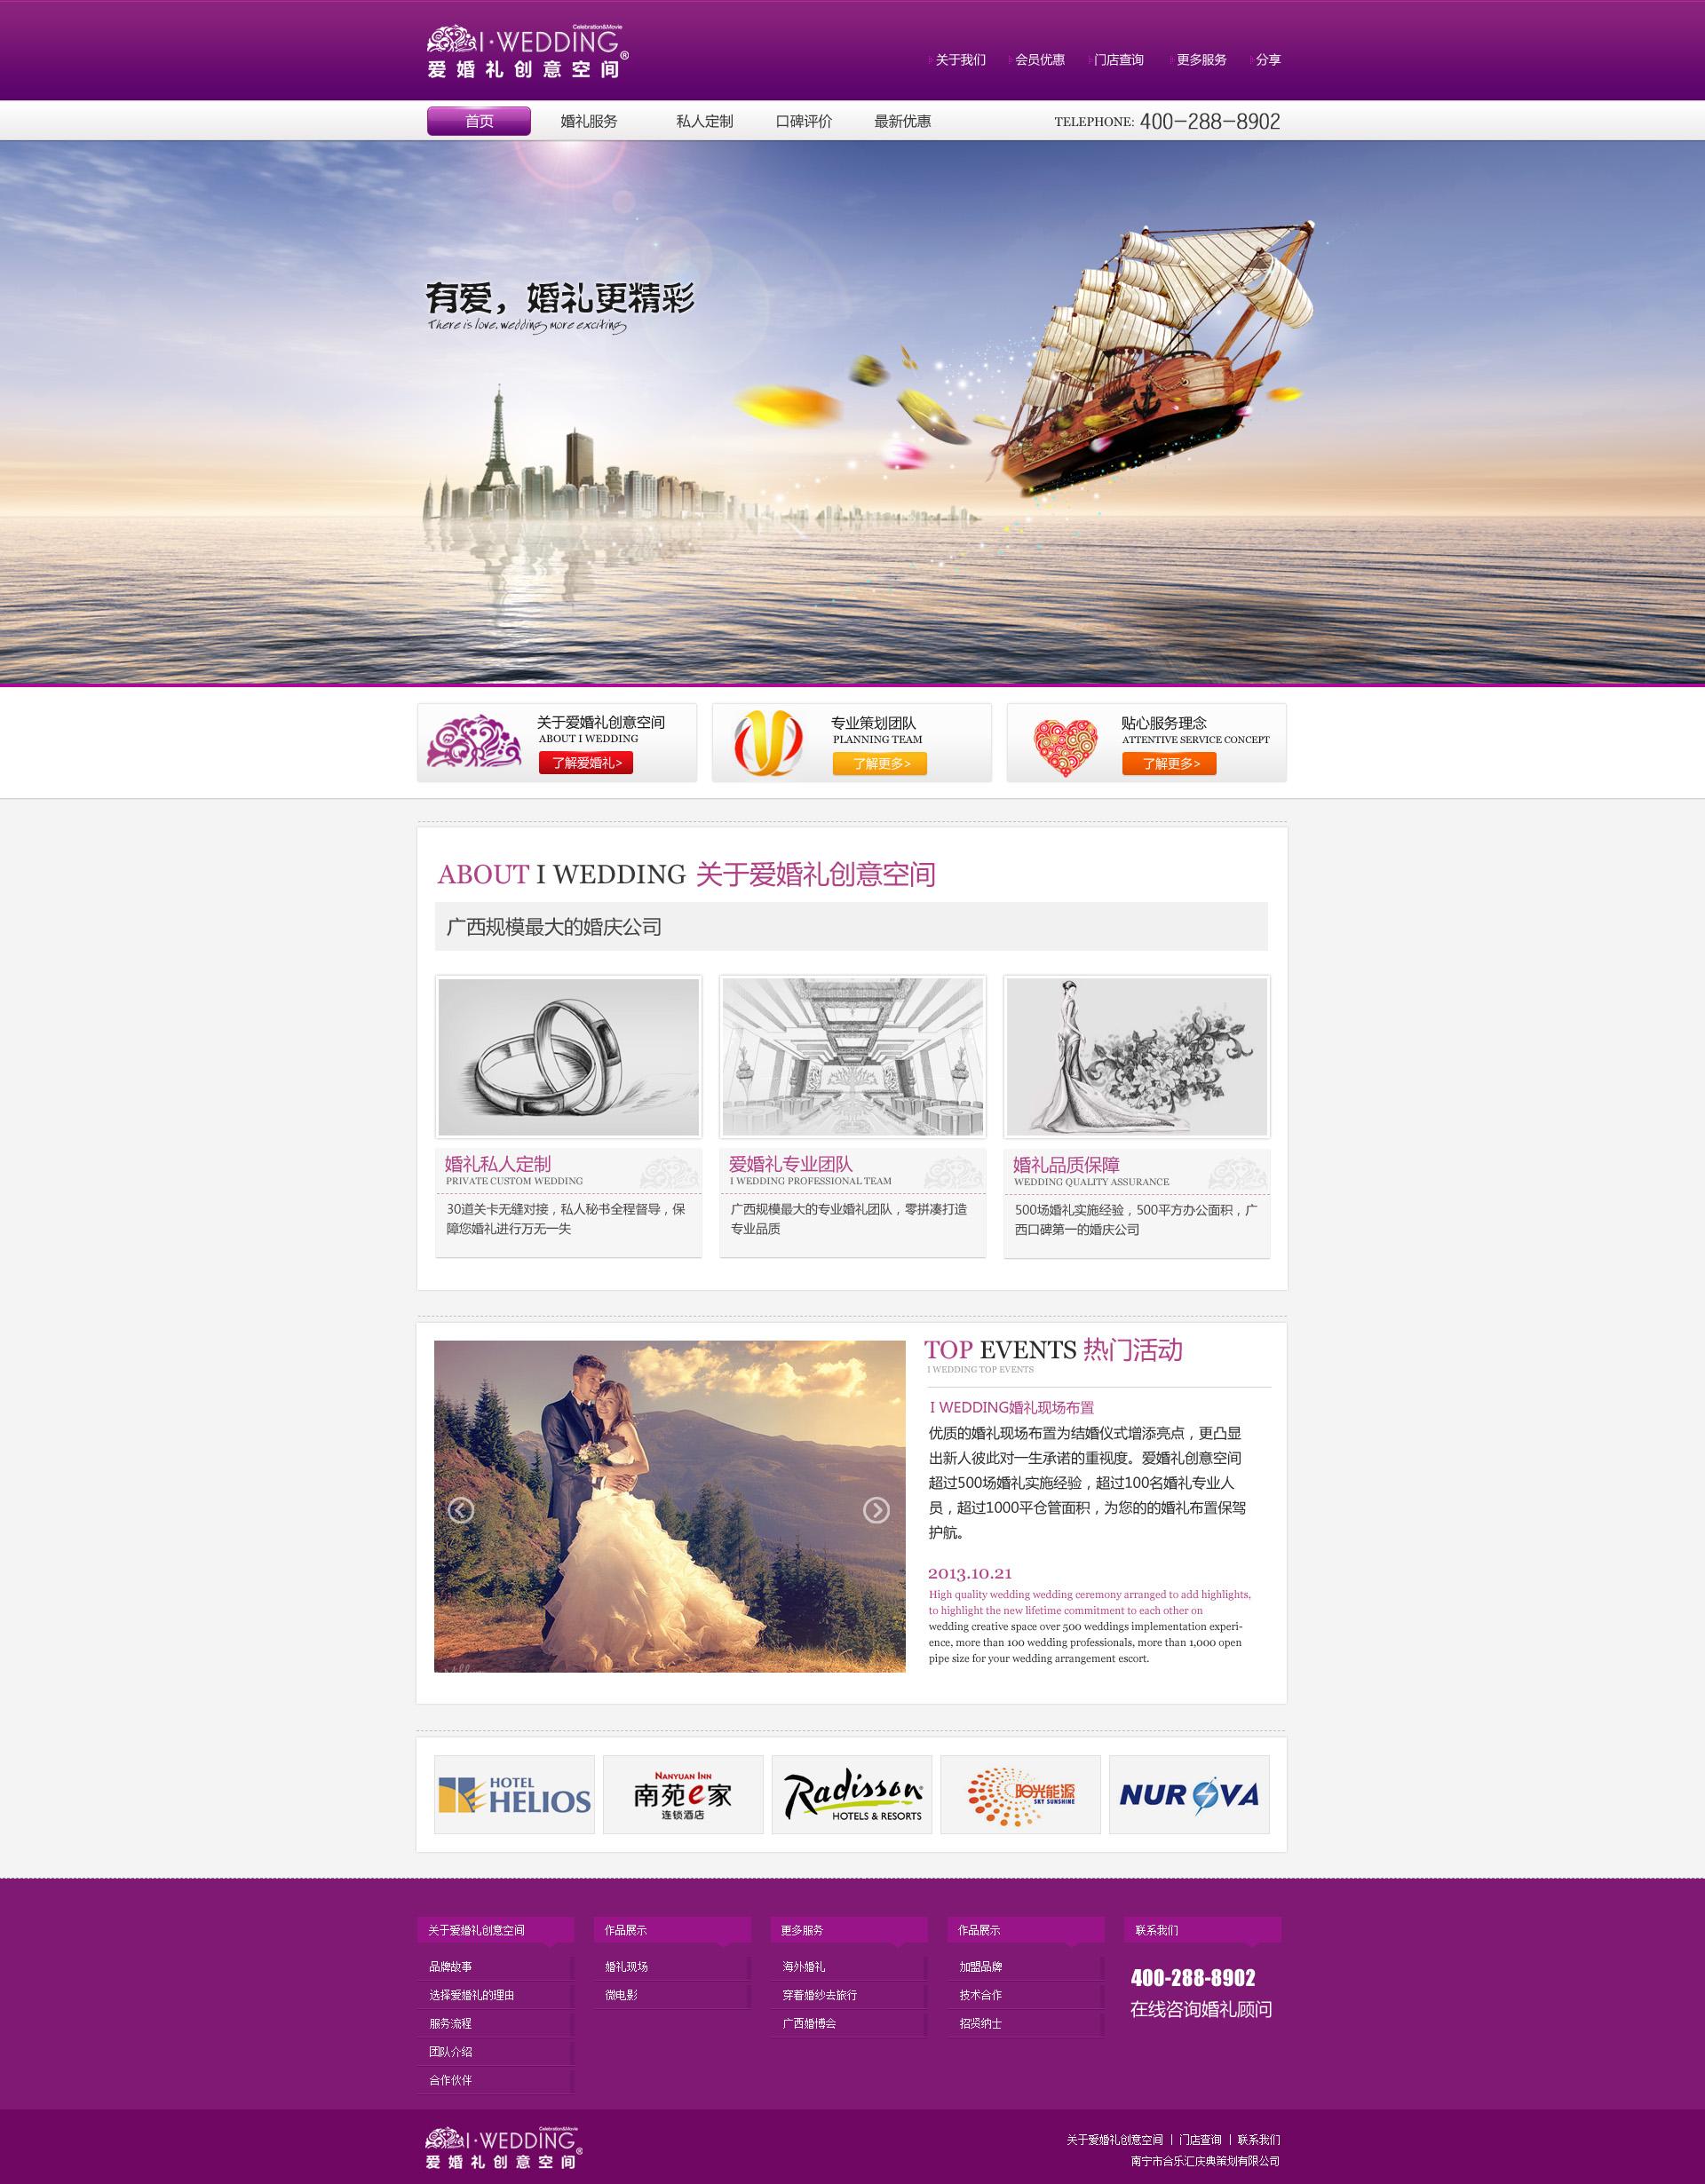 Celebration&Movie
I·WEDDING®
爱婚礼创意空间
关于我们 会员优惠 门店查询 更多服务 分享
首页 婚礼服务 私人定制 口碑评价 最新优惠 TELEPHONE: 400-288-8902
有爱，婚礼更精彩
There is love, wedding more exciting
关于爱婚礼创意空间
ABOUT I WEDDING
了解爱婚礼>
专业策划团队
PLANNING TEAM
了解更多>
贴心服务理念
ATTENTIVE SERVICE CONCEPT
了解更多>
ABOUT I WEDDING 关于爱婚礼创意空间
广西规模最大的婚庆公司
婚礼私人定制
PRIVATE CUSTOM WEDDING
30道关卡无缝对接，私人秘书全程督导，保
障您婚礼进行万无一失
爱婚礼专业团队
I WEDDING PROFESSIONAL TEAM
广西规模最大的专业婚礼团队，零拼凑打造
专业品质
婚礼品质保障
WEDDING QUALITY ASSURANCE
500场婚礼实施经验，500平方办公面积，广
西口碑第一的婚庆公司
TOP EVENTS 热门活动
I WEDDING TOP EVENTS
I WEDDING婚礼现场布置
优质的婚礼现场布置为结婚仪式增添亮点，更凸显
出新人彼此对一生承诺的重视度。爱婚礼创意空间
超过500场婚礼实施经验，超过100名婚礼专业人
员，超过1000平仓管面积，为您的的婚礼布置保驾
护航。
2013.10.21
High quality wedding wedding ceremony arranged to add highlights,
to highlight the new lifetime commitment to each other on
wedding creative space over 500 weddings implementation experi-
ence, more than 100 wedding professionals, more than 1,000 open
pipe size for your wedding arrangement escort.
HOTEL
HELIOS
NANYUAN INN
南苑e家
连锁酒店
Radisson
HOTELS & RESORTS
阳光能源
SKY SUNSHINE
NUROVA
关于爱婚礼创意空间
品牌故事
选择爱婚礼的理由
服务流程
团队介绍
合作伙伴
作品展示
婚礼现场
微电影
更多服务
海外婚礼
穿着婚纱去旅行
广西婚博会
作品展示
加盟品牌
技术合作
招贤纳士
联系我们
400-288-8902
在线咨询婚礼顾问
Celebration&Movie
I·WEDDING®
爱婚礼创意空间
关于爱婚礼创意空间 | 门店查询 | 联系我们
南宁市合乐汇庆典策划有限公司